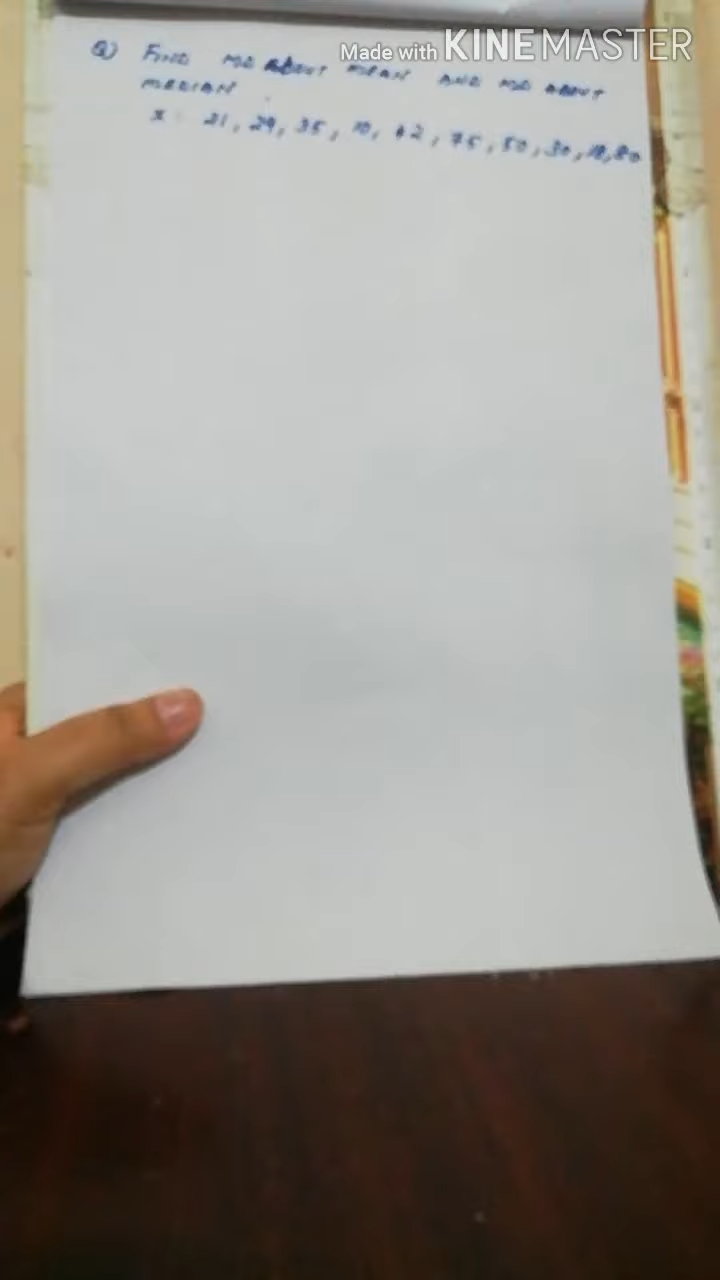 Made with KINEMASTER
Q) FIND MD ABOUT MEAN AND MD ABOUT
MEDIAN
x : 21, 29, 35, 10, 42, 75, 50, 30, 18, 80